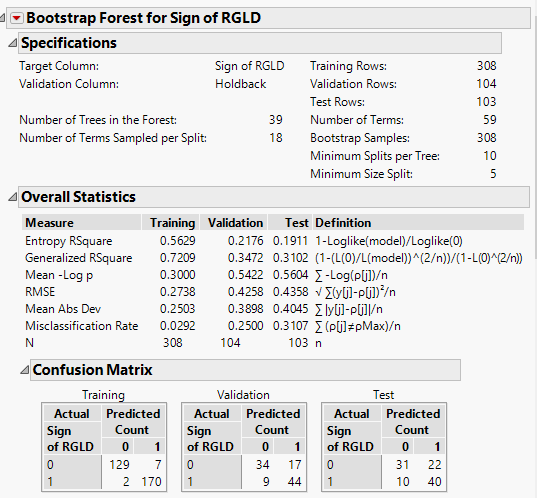 Bootstrap Forest for Sign of RGLD
Specifications
Target Column: Sign of RGLD Training Rows: 308
Validation Column: Holdback Validation Rows: 104
Test Rows: 103
Number of Trees in the Forest: 39 Number of Terms: 59
Number of Terms Sampled per Split: 18 Bootstrap Samples: 308
Minimum Splits per Tree: 10
Minimum Size Split: 5
Overall Statistics
Measure Training Validation Test Definition
Entropy RSquare 0.5629 0.2176 0.1911 1-Loglike(model)/Loglike(0)
Generalized RSquare 0.7209 0.3472 0.3102 (1-(L(0)/L(model))^(2/n))/(1-L(0)^(2/n))
Mean -Log p 0.3000 0.5422 0.5604 ∑ -Log(ρ[j])/n
RMSE 0.2738 0.4258 0.4358 √ ∑(y[j]-ρ[j])²/n
Mean Abs Dev 0.2503 0.3898 0.4045 ∑ |y[j]-ρ[j]|/n
Misclassification Rate 0.0292 0.2500 0.3107 ∑ (ρ[j]≠ρMax)/n
N 308 104 103 n
Confusion Matrix
Training Validation Test
Actual Predicted Actual Predicted Actual Predicted
Sign Count Sign Count Sign Count
of RGLD 0 1 of RGLD 0 1 of RGLD 0 1
0 129 7 0 34 17 0 31 22
1 2 170 1 9 44 1 10 40